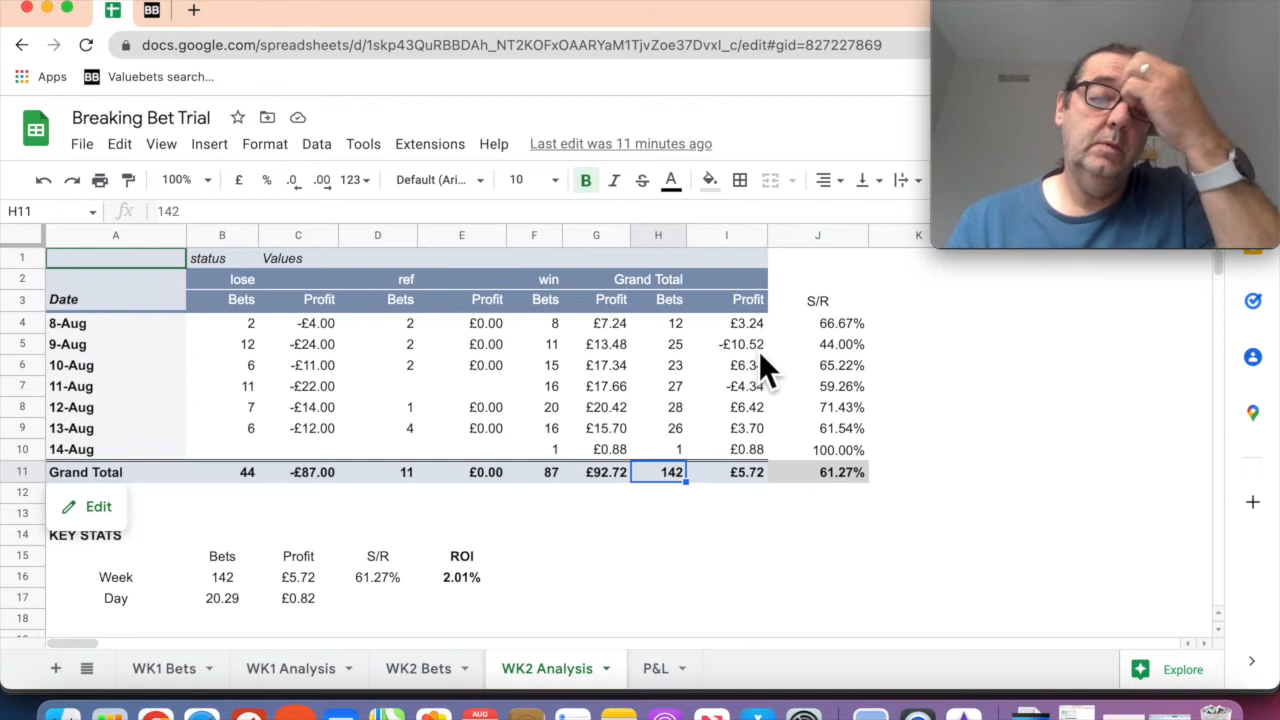 BB
docs.google.com/spreadsheets/d/1skp43QuRBBDAh_NT2KOFxOAARYaM1TjvZoe37DvxI_c/edit#gid=827227869
Apps BB Valuebets search...
Breaking Bet Trial
File Edit View Insert Format Data Tools Extensions Help Last edit was 11 minutes ago
100% £ % .0 .00 123 Default (Ari... 10 B I S A
H11 fx 142
A B C D E F G H I J K
1 status Values
2 lose ref win Grand Total
3 Date Bets Profit Bets Profit Bets Profit Bets Profit S/R
4 8-Aug 2 -£4.00 2 £0.00 8 £7.24 12 £3.24 66.67%
5 9-Aug 12 -£24.00 2 £0.00 11 £13.48 25 -£10.52 44.00%
6 10-Aug 6 -£11.00 2 £0.00 15 £17.34 23 65.22%
7 11-Aug 11 -£22.00 16 £17.66 27 -£4.34 59.26%
8 12-Aug 7 -£14.00 1 £0.00 20 £20.42 28 £6.42 71.43%
9 13-Aug 6 -£12.00 4 £0.00 16 £15.70 26 £3.70 61.54%
10 14-Aug 1 £0.88 1 £0.88 100.00%
11 Grand Total 44 -£87.00 11 £0.00 87 £92.72 142 £5.72 61.27%
12 Edit
13
14 KEY STATS
15 Bets Profit S/R ROI
16 Week 142 £5.72 61.27% 2.01%
17 Day 20.29 £0.82
18
WK1 Bets WK1 Analysis WK2 Bets WK2 Analysis P&L Explore
AUG